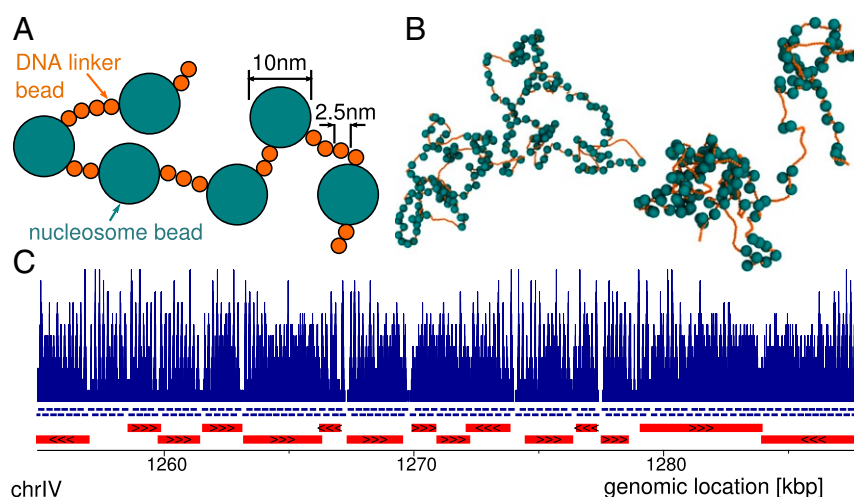 A
B
DNA linker
bead
10nm
2.5nm
nucleosome bead
C
<<<
>>>
>>>
>>>
>>>
<
>>>
>>>
>>>
>>>
<<<
>>>
<
>>>
>>>
>>>
<<<
1260
1270
1280
chrIV
genomic location [kbp]